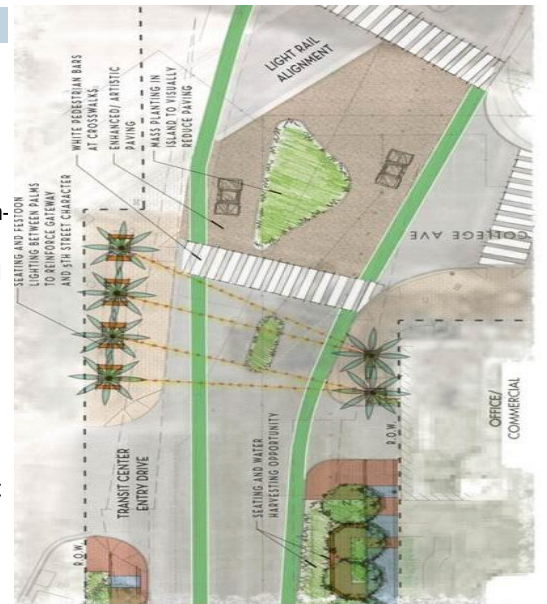 LIGHT RAIL
ALIGNMENT
WHITE PEDESTRIAN BARS
AT CROSSWALKS
ENHANCED/ ARTISTIC
PAVING
MASS PLANTING IN
ISLAND TO VISUALLY
REDUCE PAVING
SEATING AND FESTOON
LIGHTING BETWEEN PALMS
TO REINFORCE GATEWAY
AND 5TH STREET CHARACTER
COLLEGE AVE
OFFICE/
COMMERCIAL
R.O.W.
SEATING AND WATER
HARVESTING OPPORTUNITY
TRANSIT CENTER
ENTRY DRIVE
R.O.W.